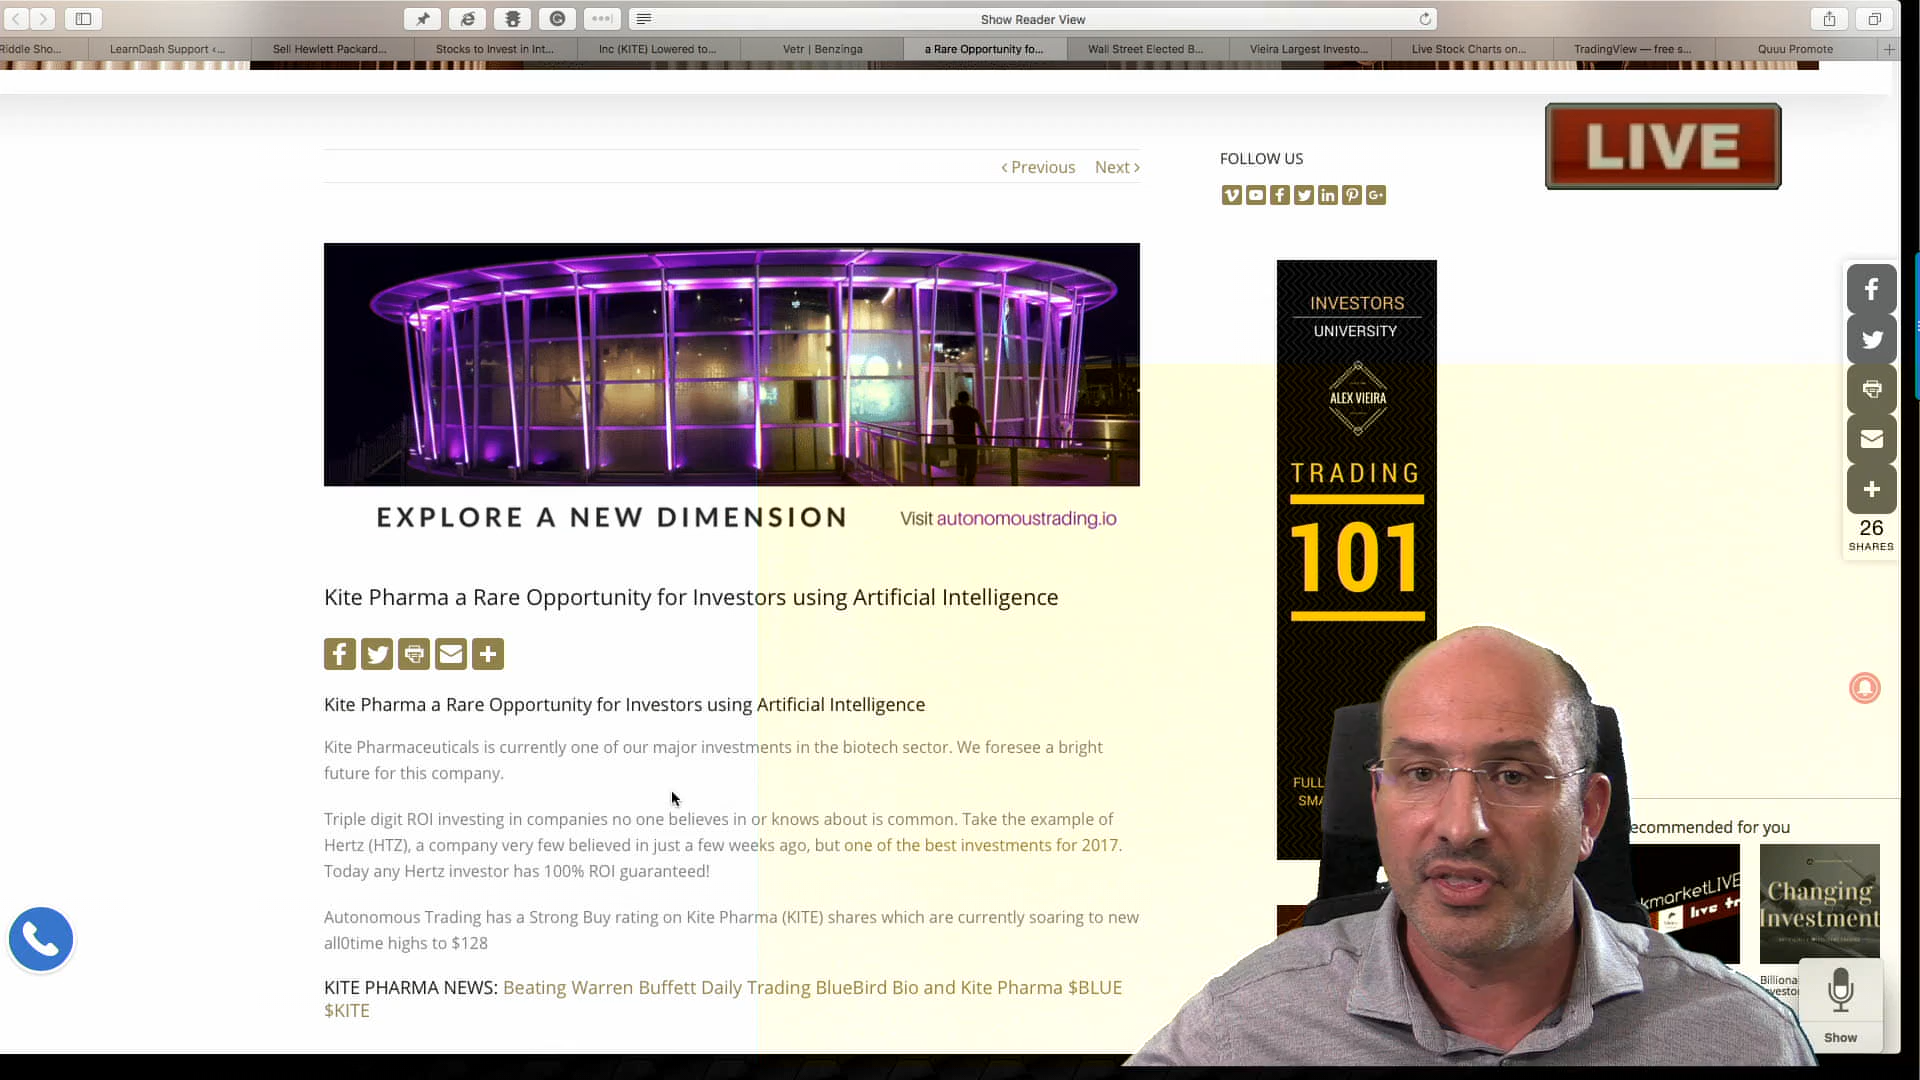 Show Reader View
Riddle Sho...
LearnDash Support <...
Sell Hewlett Packard...
Stocks to Invest in Int...
Inc (KITE) Lowered to...
Vetr | Benzinga
a Rare Opportunity fo...
Wall Street Elected B...
Vieira Largest Investo...
Live Stock Charts on...
TradingView — free s...
Quuu Promote
LIVE
‹ Previous Next ›
FOLLOW US
INVESTORS
UNIVERSITY
ALEX VIEIRA
TRADING
101
FULL
SMA
EXPLORE A NEW DIMENSION
Visit autonomoustrading.io
26
SHARES
Kite Pharma a Rare Opportunity for Investors using Artificial Intelligence
Kite Pharma a Rare Opportunity for Investors using Artificial Intelligence
Kite Pharmaceuticals is currently one of our major investments in the biotech sector. We foresee a bright
future for this company.
Triple digit ROI investing in companies no one believes in or knows about is common. Take the example of
Hertz (HTZ), a company very few believed in just a few weeks ago, but one of the best investments for 2017.
Today any Hertz investor has 100% ROI guaranteed!
Autonomous Trading has a Strong Buy rating on Kite Pharma (KITE) shares which are currently soaring to new
all0time highs to $128
KITE PHARMA NEWS: Beating Warren Buffett Daily Trading BlueBird Bio and Kite Pharma $BLUE
$KITE
ecommended for you
kmarketLIVE
live tr
Changing
Investment
Billiona
nvestor
Show